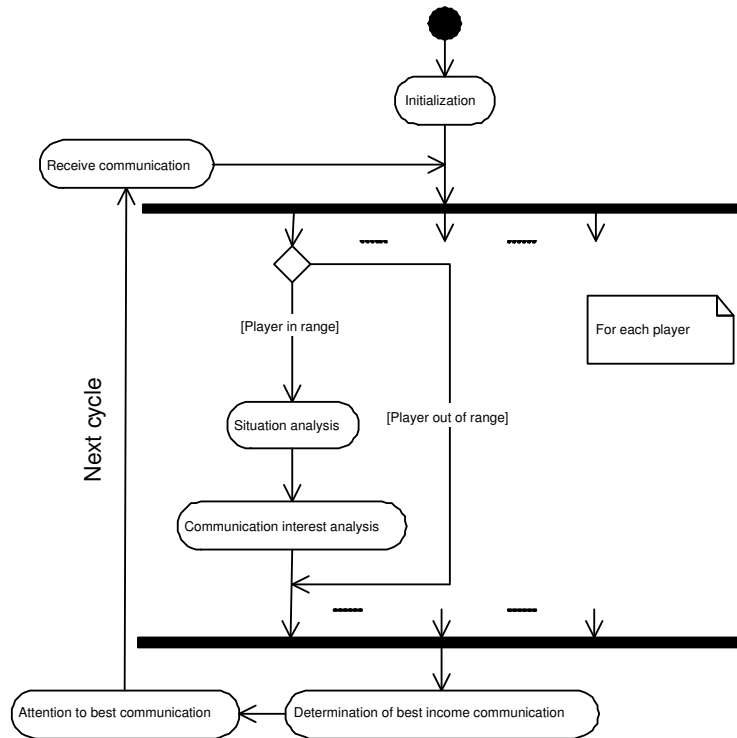 Initialization
Receive communication
[Player in range]
For each player
Next cycle
Situation analysis
[Player out of range]
Communication interest analysis
Attention to best communication
Determination of best income communication